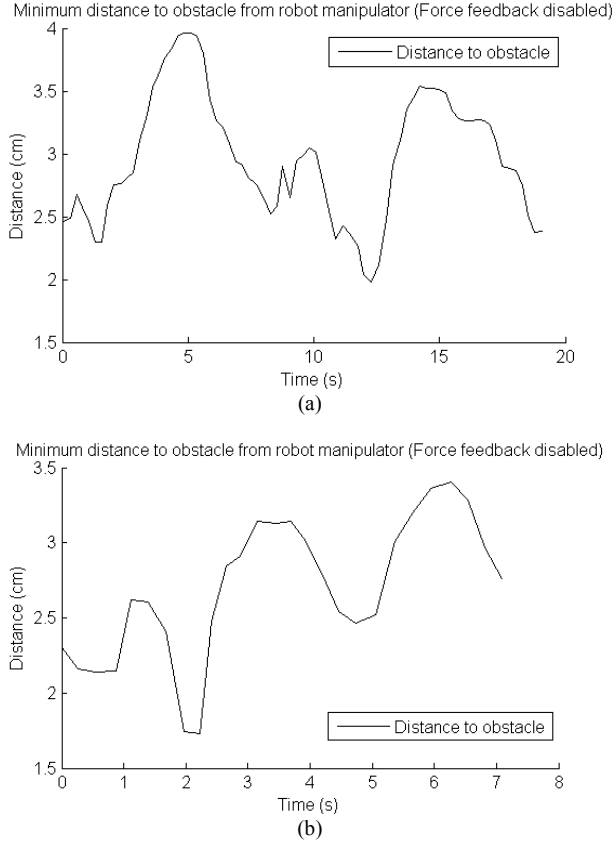 Minimum distance to obstacle from robot manipulator (Force feedback disabled)
4
Distance to obstacle
3.5
3
Distance (cm)
2.5
2
1.5
0 5 10 15 20
Time (s)
(a)
Minimum distance to obstacle from robot manipulator (Force feedback disabled)
3.5
3
Distance (cm)
2.5
2
Distance to obstacle
1.5
0 1 2 3 4 5 6 7 8
Time (s)
(b)